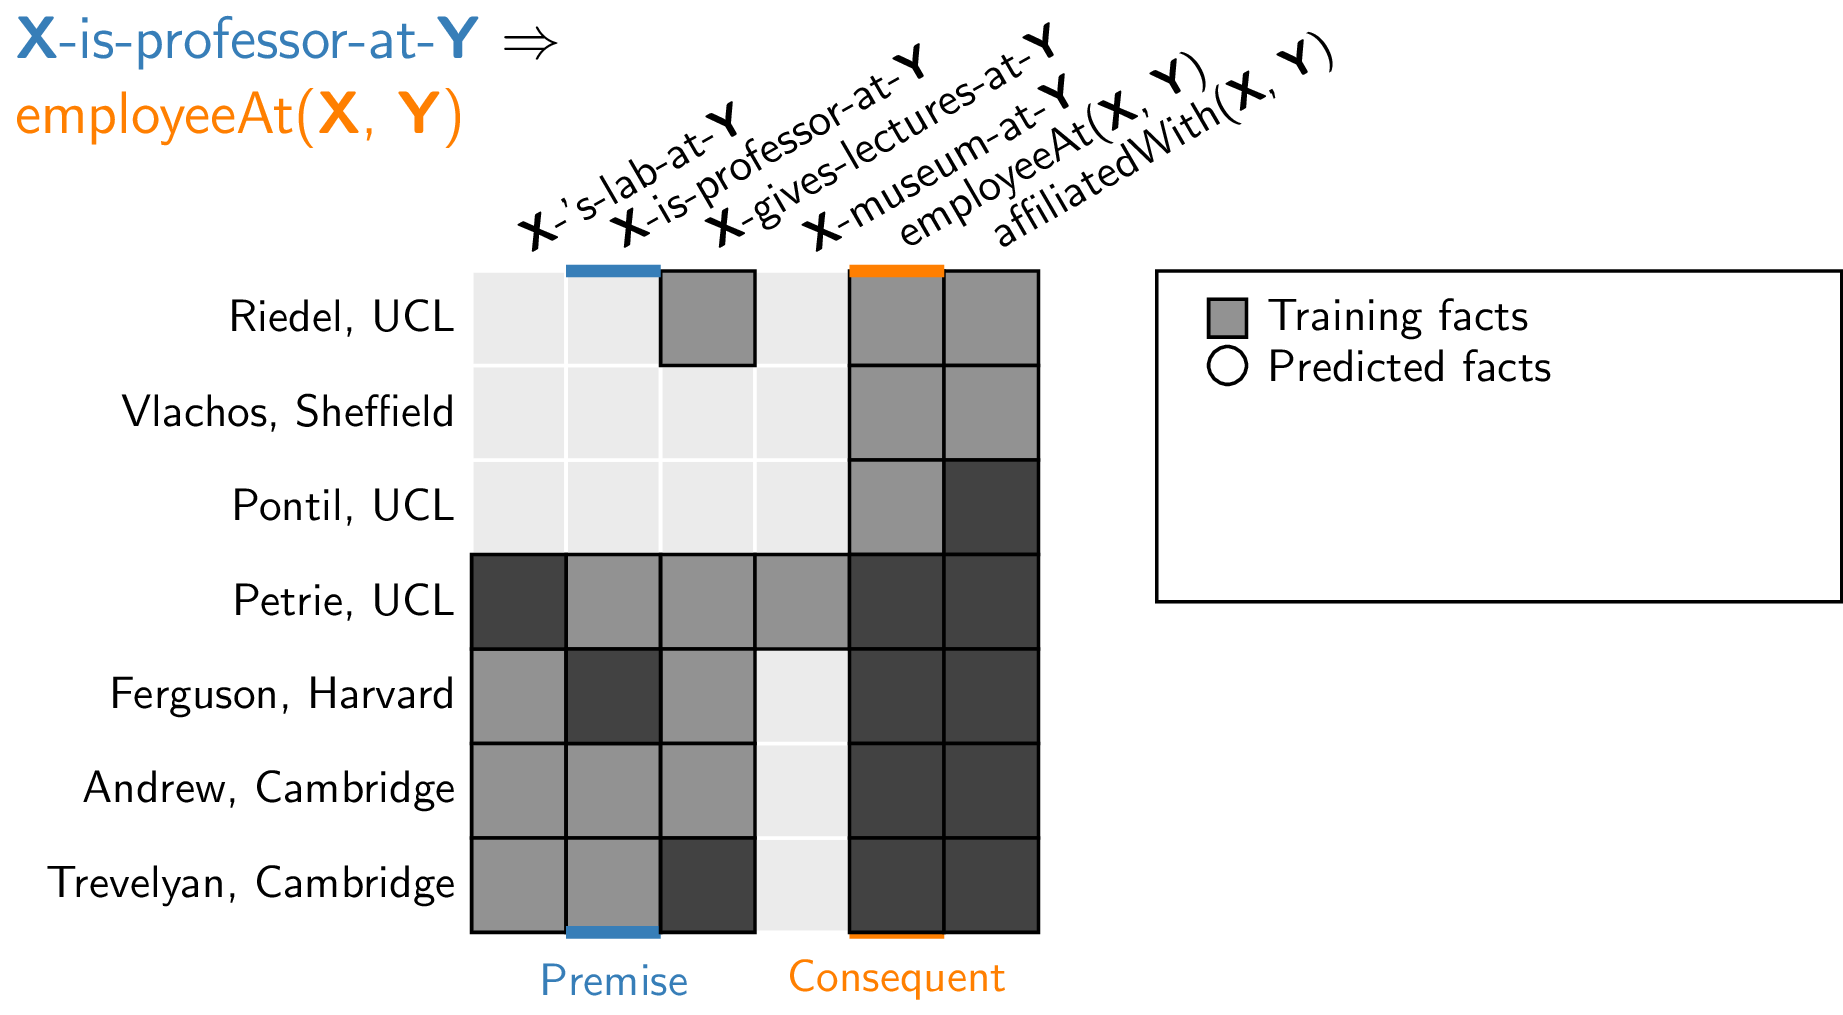 X-is-professor-at-Y ⇒
employeeAt(X, Y)
X-'s-lab-at-Y
X-is-professor-at-Y
X-gives-lectures-at-Y
X-museum-at-Y
employeeAt(X, Y)
affiliatedWith(X, Y)
Riedel, UCL
Vlachos, Sheffield
Pontil, UCL
Petrie, UCL
Ferguson, Harvard
Andrew, Cambridge
Trevelyan, Cambridge
Training facts
Predicted facts
Premise
Consequent